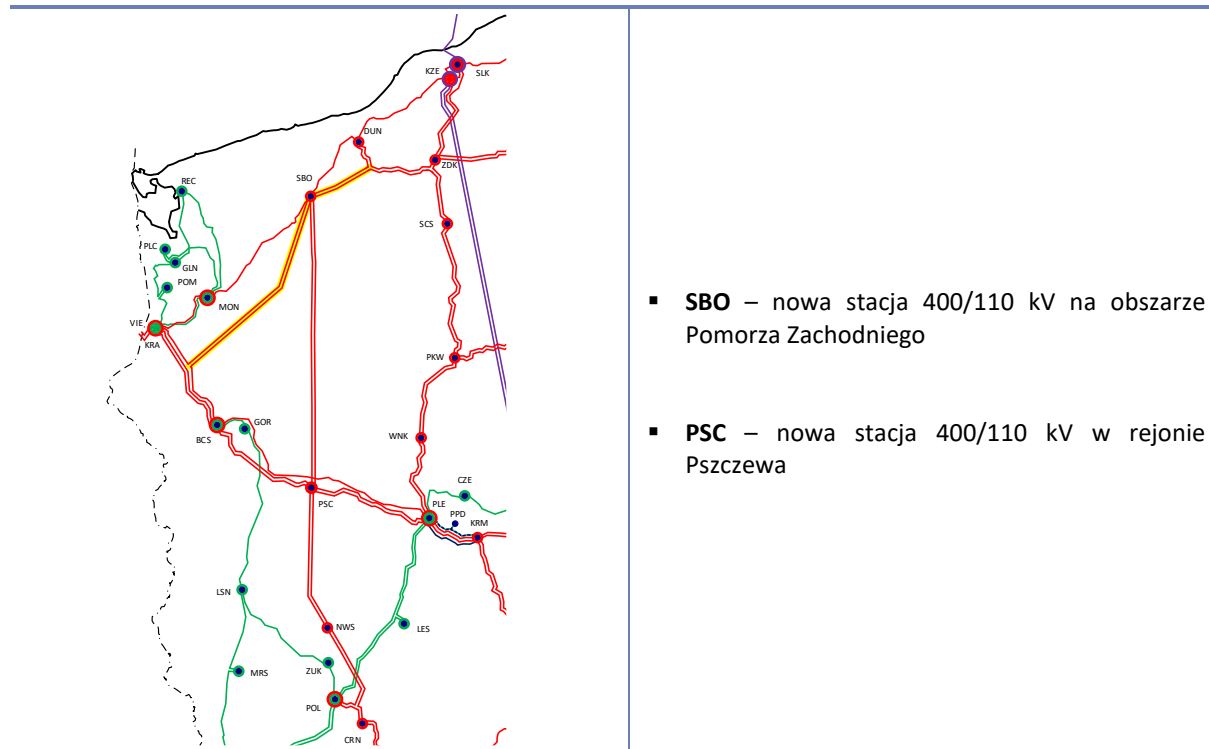 KZE
SLK
DUN
ZDK
REC
SBO
SCS
PLC
GLN
POM
MON
VIE
KRA
PKW
BCS
GOR
WNK
CZE
PSC
PLE
PPD
KRM
LSN
NWS
LES
MRS
ZUK
POL
CRN
▪ SBO – nowa stacja 400/110 kV na obszarze
Pomorza Zachodniego
▪ PSC – nowa stacja 400/110 kV w rejonie
Pszczewa